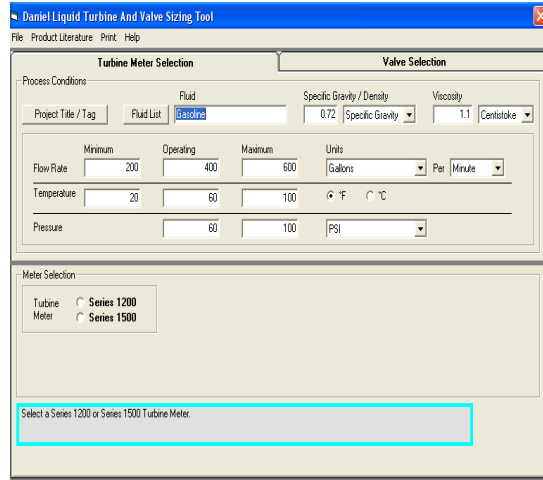 Daniel Liquid Turbine And Valve Sizing Tool
File Product Literature Print Help
Turbine Meter Selection Valve Selection
Process Conditions
Fluid Specific Gravity / Density Viscosity
Project Title / Tag Fluid List Gasoline 0.72 Specific Gravity 1.1 Centistoke
Minimum Operating Maximum Units
Flow Rate 200 400 600 Gallons Per Minute
Temperature 20 60 100 °F °C
Pressure 60 100 PSI
Meter Selection
Turbine Series 1200
Meter Series 1500
Select a Series 1200 or Series 1500 Turbine Meter.